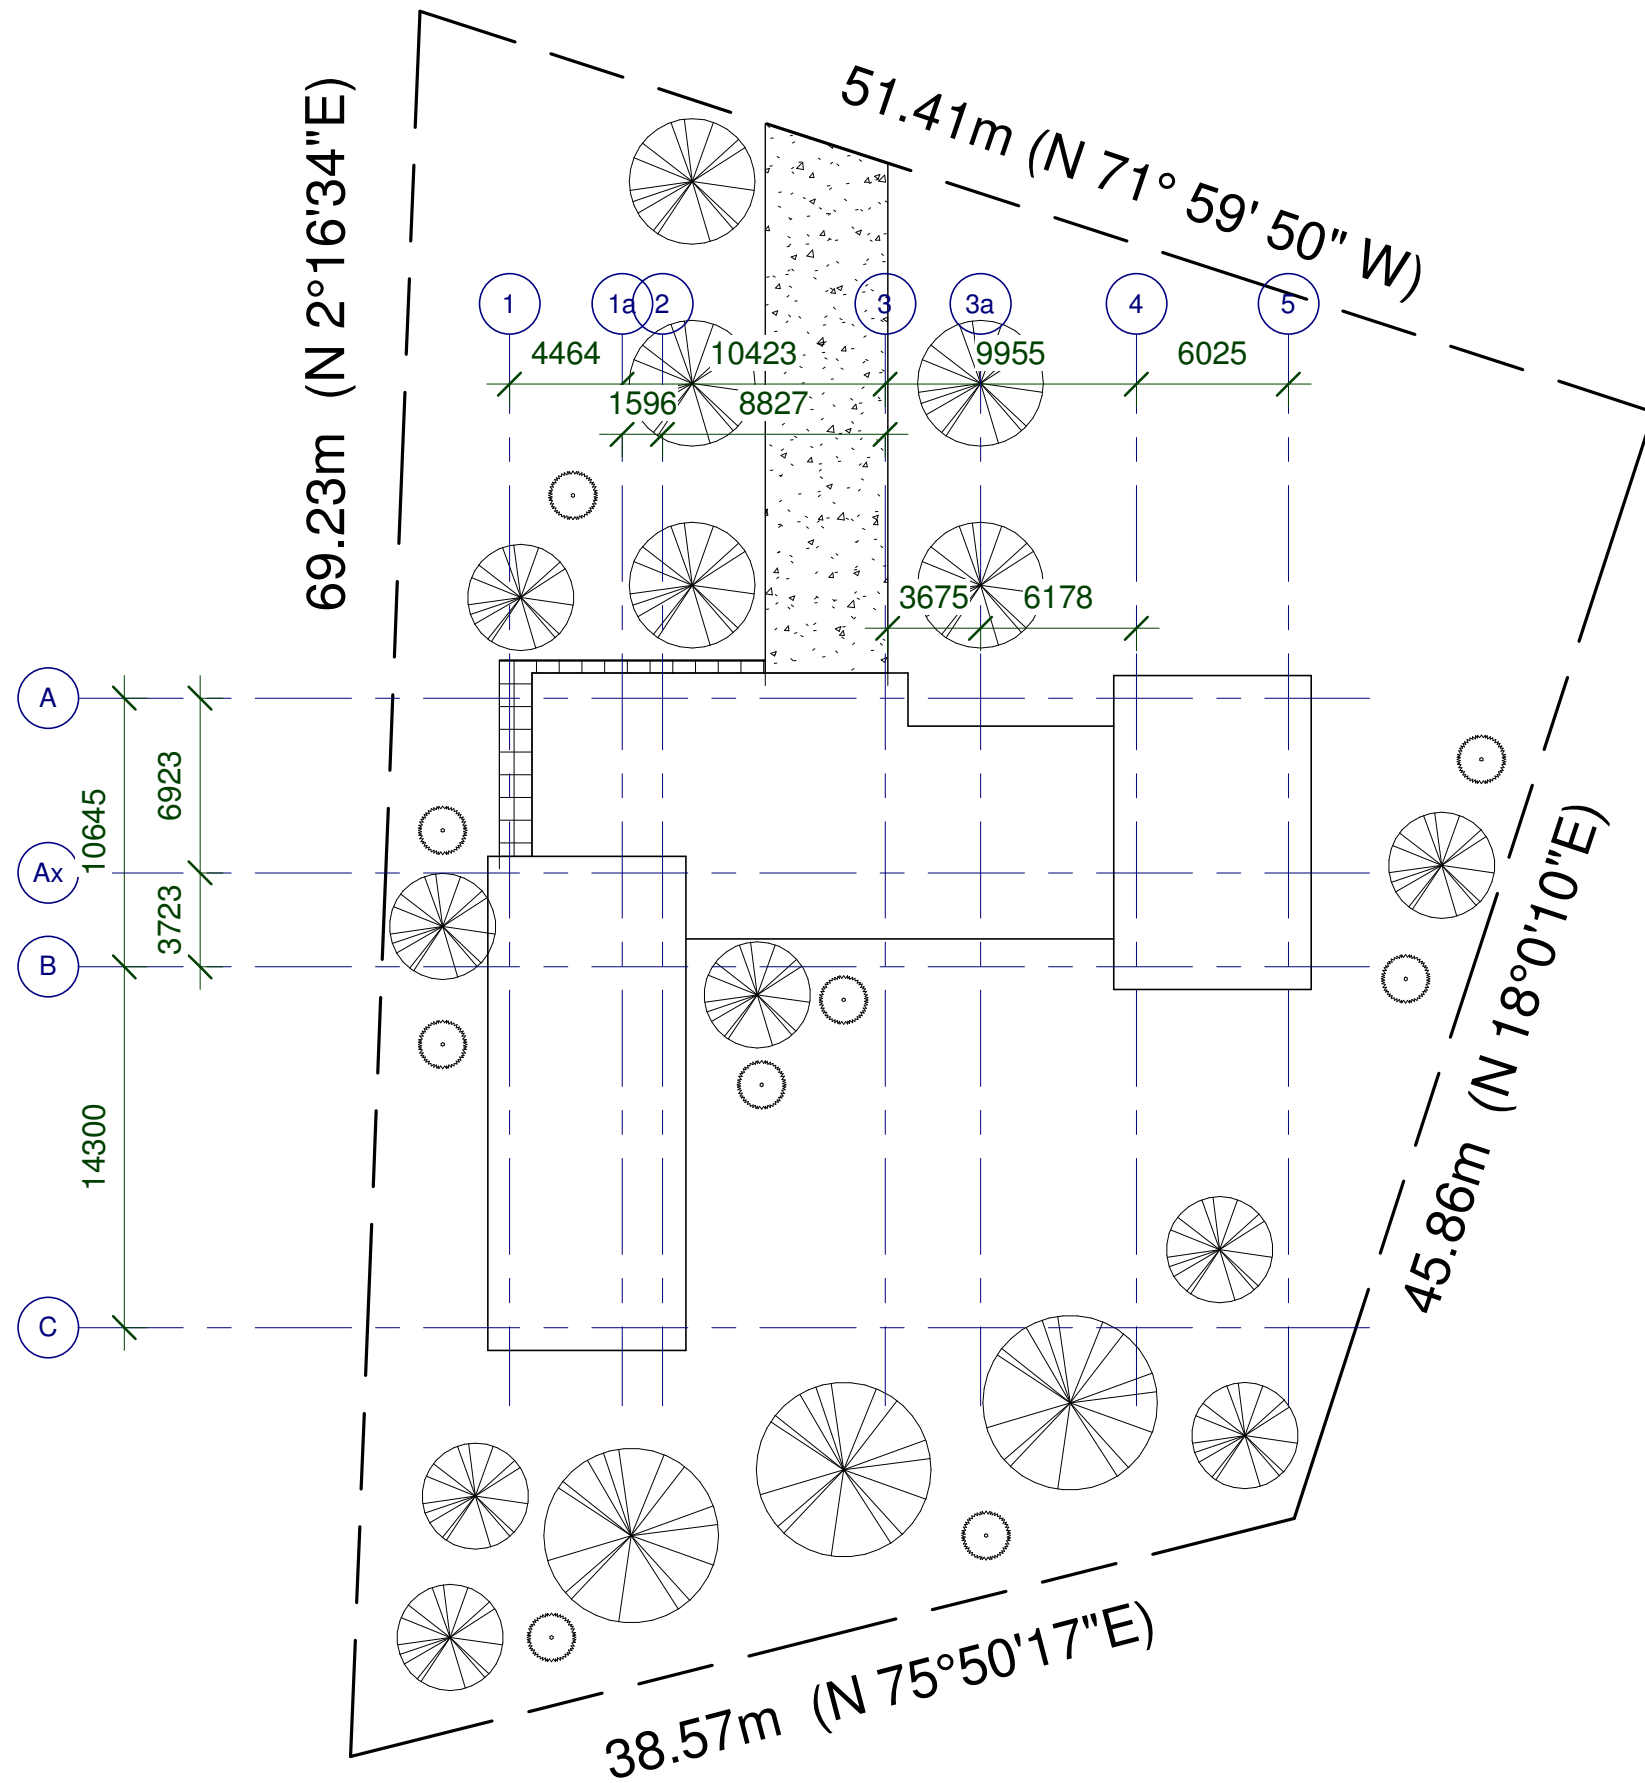 51.41m (N 71° 59' 50" W)
69.23m (N 2°16'34"E)
1
1a
2
3
3a
4
5
4464
10423
9955
6025
1596
8827
3675
6178
A
6923
10645
Ax
3723
B
14300
C
45.86m (N 18°0'10"E)
38.57m (N 75°50'17"E)